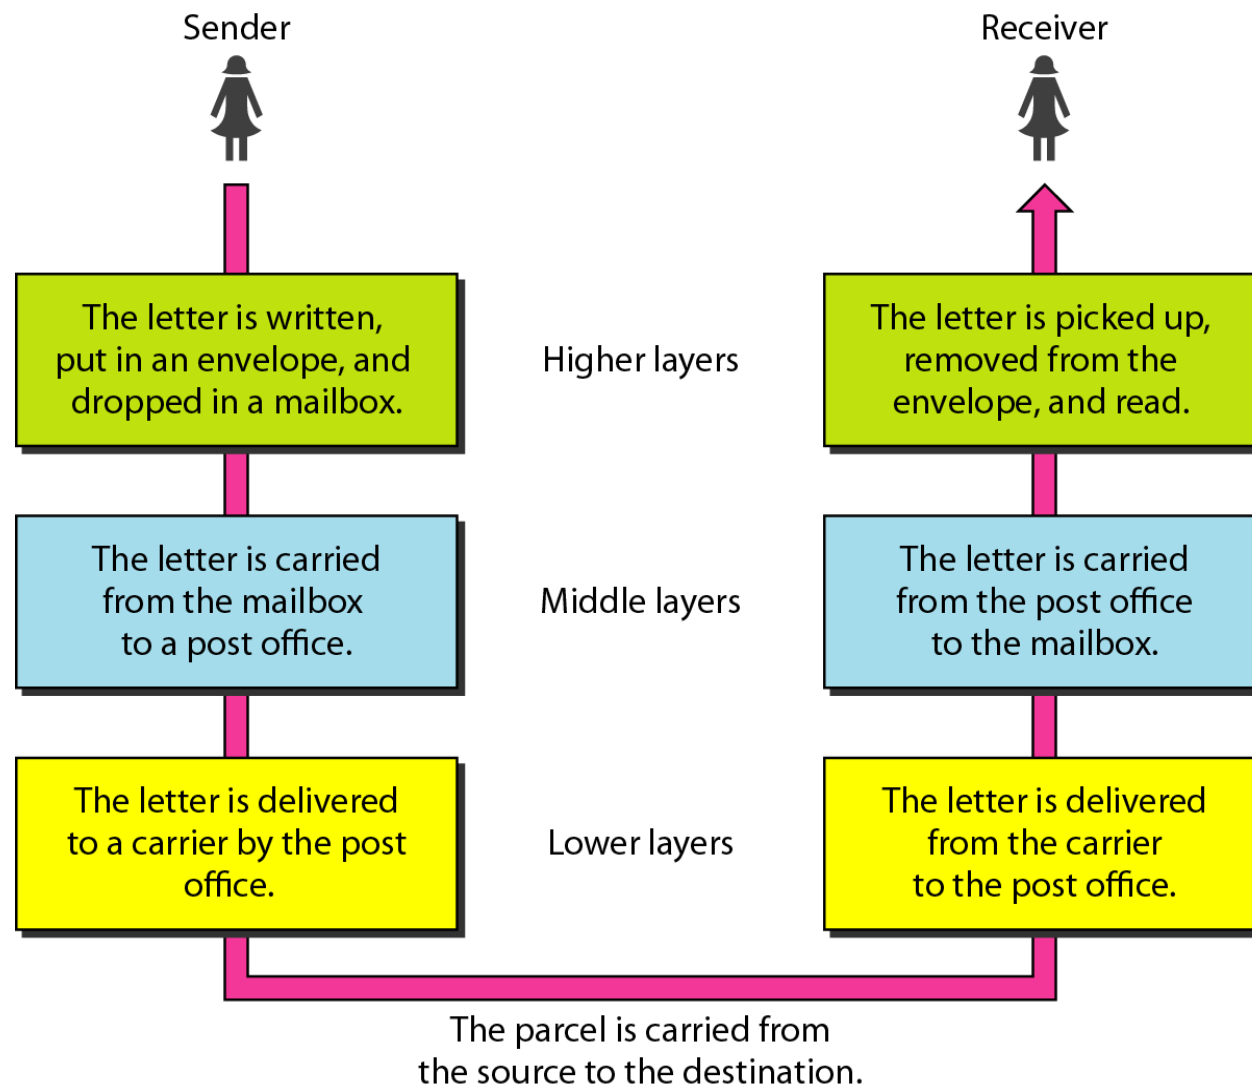 Sender
Receiver
The letter is written,
put in an envelope, and
dropped in a mailbox.
Higher layers
The letter is picked up,
removed from the
envelope, and read.
The letter is carried
from the mailbox
to a post office.
Middle layers
The letter is carried
from the post office
to the mailbox.
The letter is delivered
to a carrier by the post
office.
Lower layers
The letter is delivered
from the carrier
to the post office.
The parcel is carried from
the source to the destination.